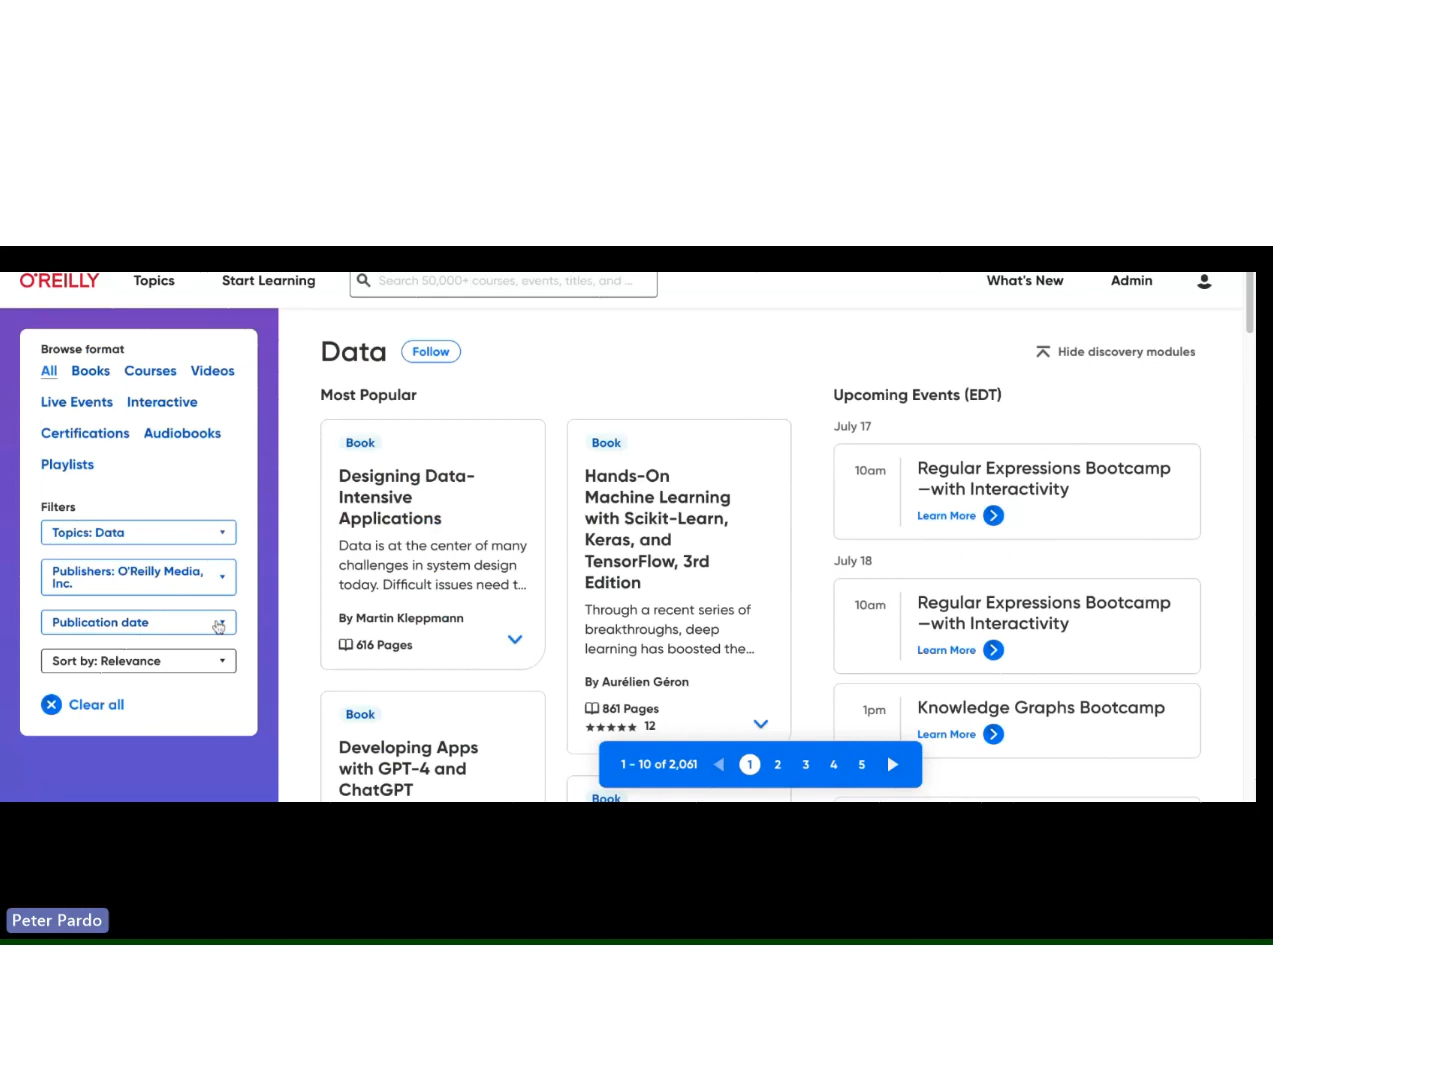 O'REILLY
Topics
Start Learning
Search 50,000+ courses, events, titles, and ...
What's New
Admin
Browse format
All Books Courses Videos
Live Events Interactive
Certifications Audiobooks
Playlists
Filters
Topics: Data
Publishers: O'Reilly Media,
Inc.
Publication date
Sort by: Relevance
Clear all
Data
Follow
Hide discovery modules
Most Popular
Book
Designing Data-
Intensive
Applications
Data is at the center of many
challenges in system design
today. Difficult issues need t...
By Martin Kleppmann
616 Pages
Book
Developing Apps
with GPT-4 and
ChatGPT
Book
Hands-On
Machine Learning
with Scikit-Learn,
Keras, and
TensorFlow, 3rd
Edition
Through a recent series of
breakthroughs, deep
learning has boosted the...
By Aurélien Géron
861 Pages
★★★★★ 12
Book
Upcoming Events (EDT)
July 17
10am
Regular Expressions Bootcamp
—with Interactivity
Learn More
July 18
10am
Regular Expressions Bootcamp
—with Interactivity
Learn More
1pm
Knowledge Graphs Bootcamp
Learn More
1 - 10 of 2,061 1 2 3 4 5
Peter Pardo